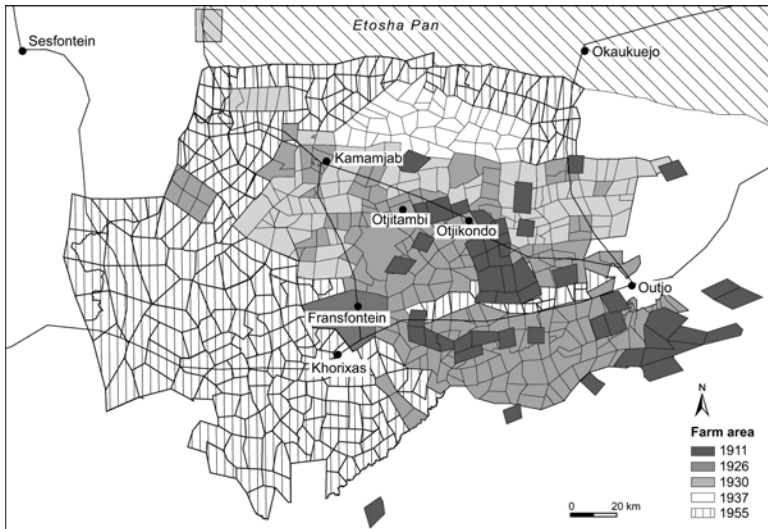 Etosha Pan
Sesfontein
Okaukuejo
Kamamjab
Otjitambi
Otjikondo
Outjo
Fransfontein
Khorixas
N
Farm area
1911
1926
1930
1937
1955
0 20 km